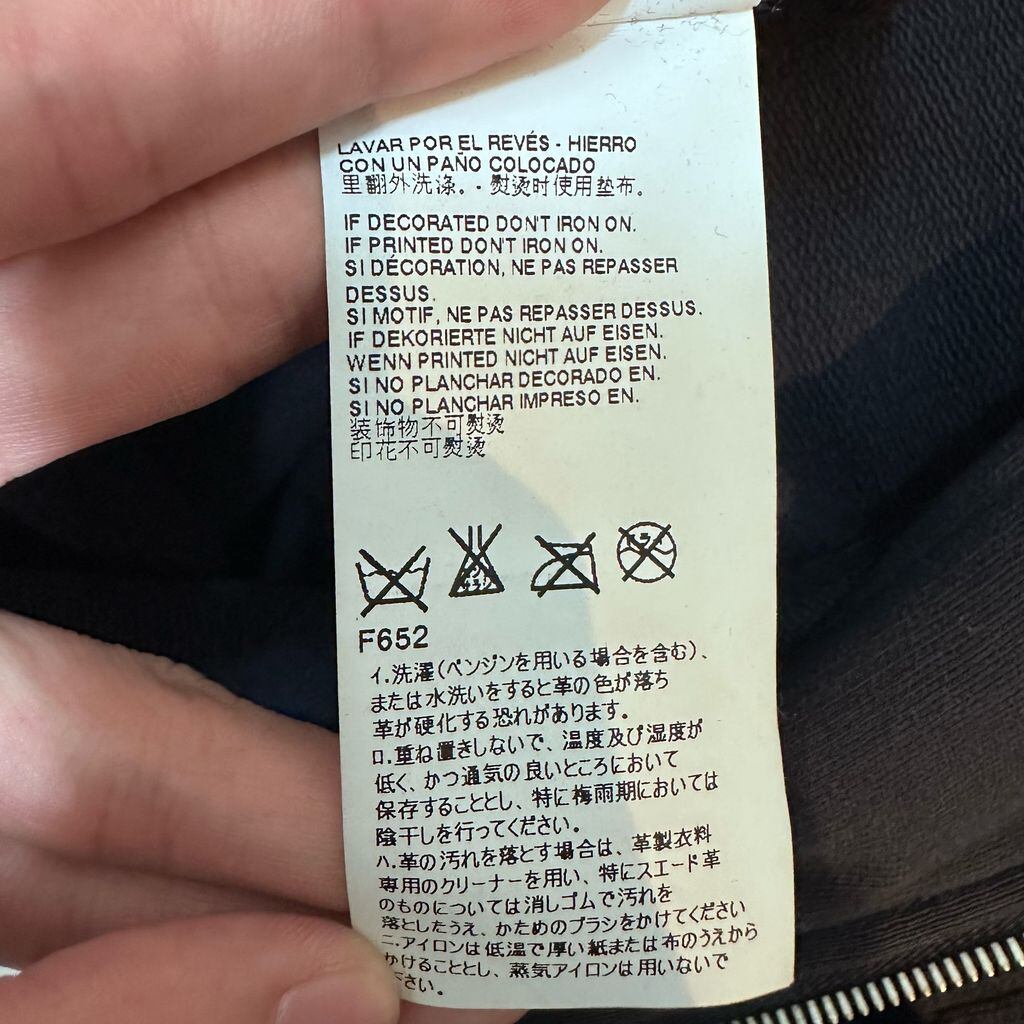 LAVAR POR EL REVÉS - HIERRO
CON UN PAÑO COLOCADO
里翻外洗涤。· 熨烫时使用垫布。
IF DECORATED DON'T IRON ON.
IF PRINTED DON'T IRON ON.
SI DÉCORATION, NE PAS REPASSER
DESSUS.
SI MOTIF, NE PAS REPASSER DESSUS.
IF DEKORIERTE NICHT AUF EISEN.
WENN PRINTED NICHT AUF EISEN.
SI NO PLANCHAR DECORADO EN.
SI NO PLANCHAR IMPRESO EN.
装饰物不可熨烫
印花不可熨烫
F652
イ.洗濯(ベンジンを用いる場合を含む)、
または水洗いをすると革の色が落ち
革が硬化する恐れがあります。
ロ.重ね置きしないで、温度及び湿度が
低く、かつ通気の良いところにおいて
保存することとし、特に梅雨期においては
陰干しを行ってください。
ハ.革の汚れを落とす場合は、革製衣料
専用のクリーナーを用い、特にスエード革
のものについては消しゴムで汚れを
落としたうえ、かためのブラシをかけてください
ニ.アイロンは低温で厚い紙または布のうえから
かけることとし、蒸気アイロンは用いないで
下さい。